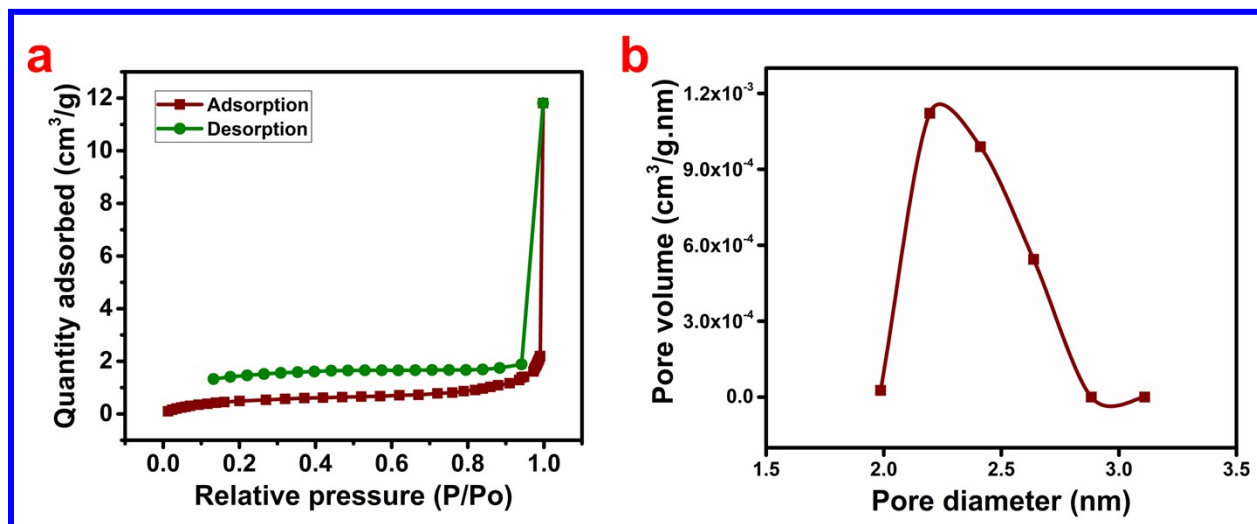 a
Quantity adsorbed (cm³/g)
12
10
8
6
4
2
0
Adsorption
Desorption
0.0 0.2 0.4 0.6 0.8 1.0
Relative pressure (P/Po)
b
Pore volume (cm³/g.nm)
1.2x10⁻³
9.0x10⁻⁴
6.0x10⁻⁴
3.0x10⁻⁴
0.0
1.5 2.0 2.5 3.0 3.5
Pore diameter (nm)